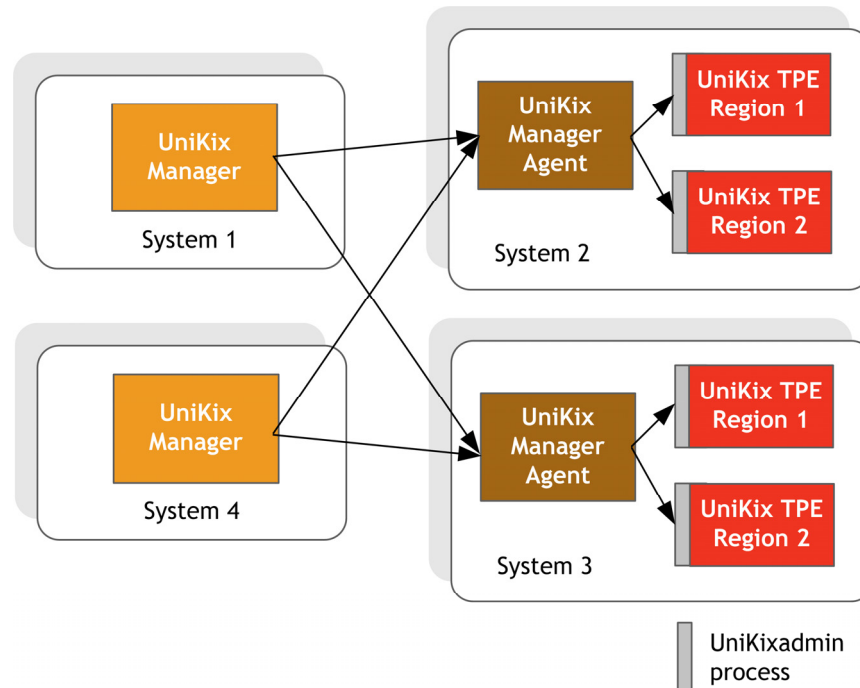 UniKix
Manager
System 1
UniKix
Manager
Agent
UniKix TPE
Region 1
UniKix TPE
Region 2
System 2
UniKix
Manager
System 4
UniKix
Manager
Agent
UniKix TPE
Region 1
UniKix TPE
Region 2
System 3
UniKixadmin
process